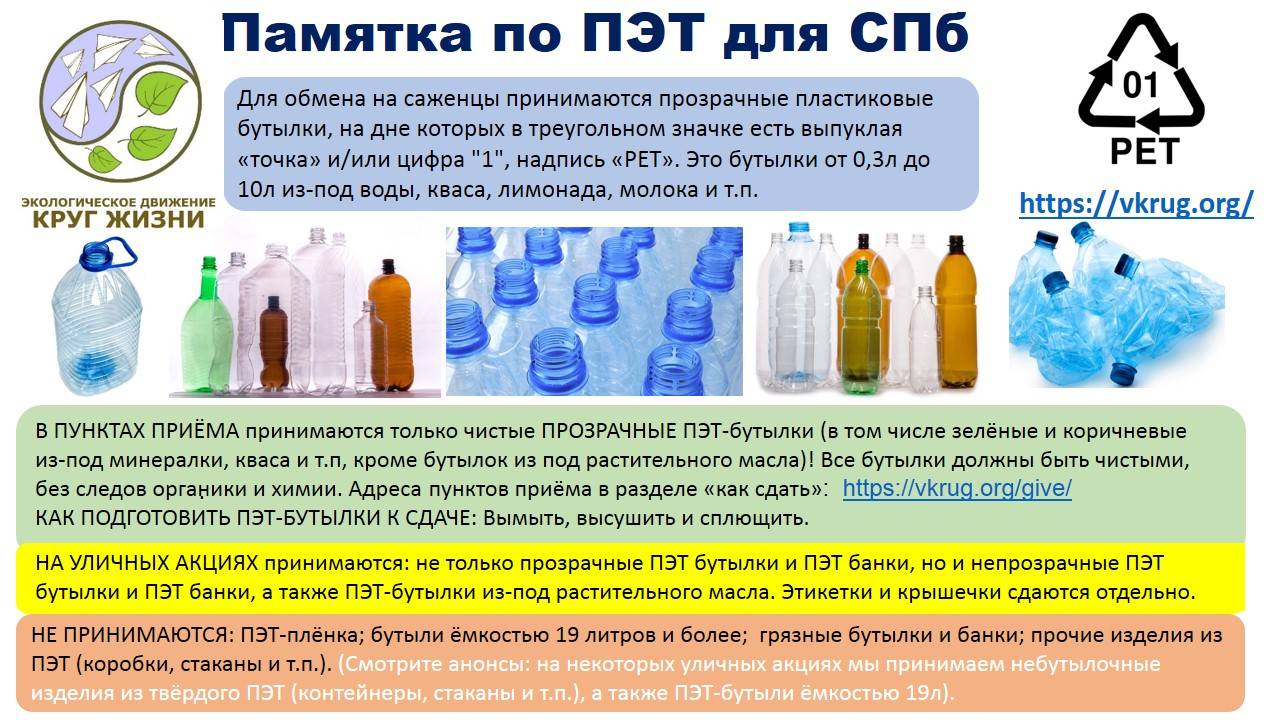 Памятка по ПЭТ для СПб
Для обмена на саженцы принимаются прозрачные пластиковые
бутылки, на дне которых в треугольном значке есть выпуклая
«точка» и/или цифра "1", надпись «PET». Это бутылки от 0,3л до
10л из-под воды, кваса, лимонада, молока и т.п.
01
PET
ЭКОЛОГИЧЕСКОЕ ДВИЖЕНИЕ
КРУГ ЖИЗНИ
https://vkrug.org/
В ПУНКТАХ ПРИЁМА принимаются только чистые ПРОЗРАЧНЫЕ ПЭТ-бутылки (в том числе зелёные и коричневые
из-под минералки, кваса и т.п, кроме бутылок из под растительного масла)! Все бутылки должны быть чистыми,
без следов органики и химии. Адреса пунктов приёма в разделе «как сдать»: https://vkrug.org/give/
КАК ПОДГОТОВИТЬ ПЭТ-БУТЫЛКИ К СДАЧЕ: Вымыть, высушить и сплющить.
НА УЛИЧНЫХ АКЦИЯХ принимаются: не только прозрачные ПЭТ бутылки и ПЭТ банки, но и непрозрачные ПЭТ
бутылки и ПЭТ банки, а также ПЭТ-бутылки из-под растительного масла. Этикетки и крышечки сдаются отдельно.
НЕ ПРИНИМАЮТСЯ: ПЭТ-плёнка; бутыли ёмкостью 19 литров и более; грязные бутылки и банки; прочие изделия из
ПЭТ (коробки, стаканы и т.п.). (Смотрите анонсы: на некоторых уличных акциях мы принимаем небутылочные
изделия из твёрдого ПЭТ (контейнеры, стаканы и т.п.), а также ПЭТ-бутыли ёмкостью 19л).